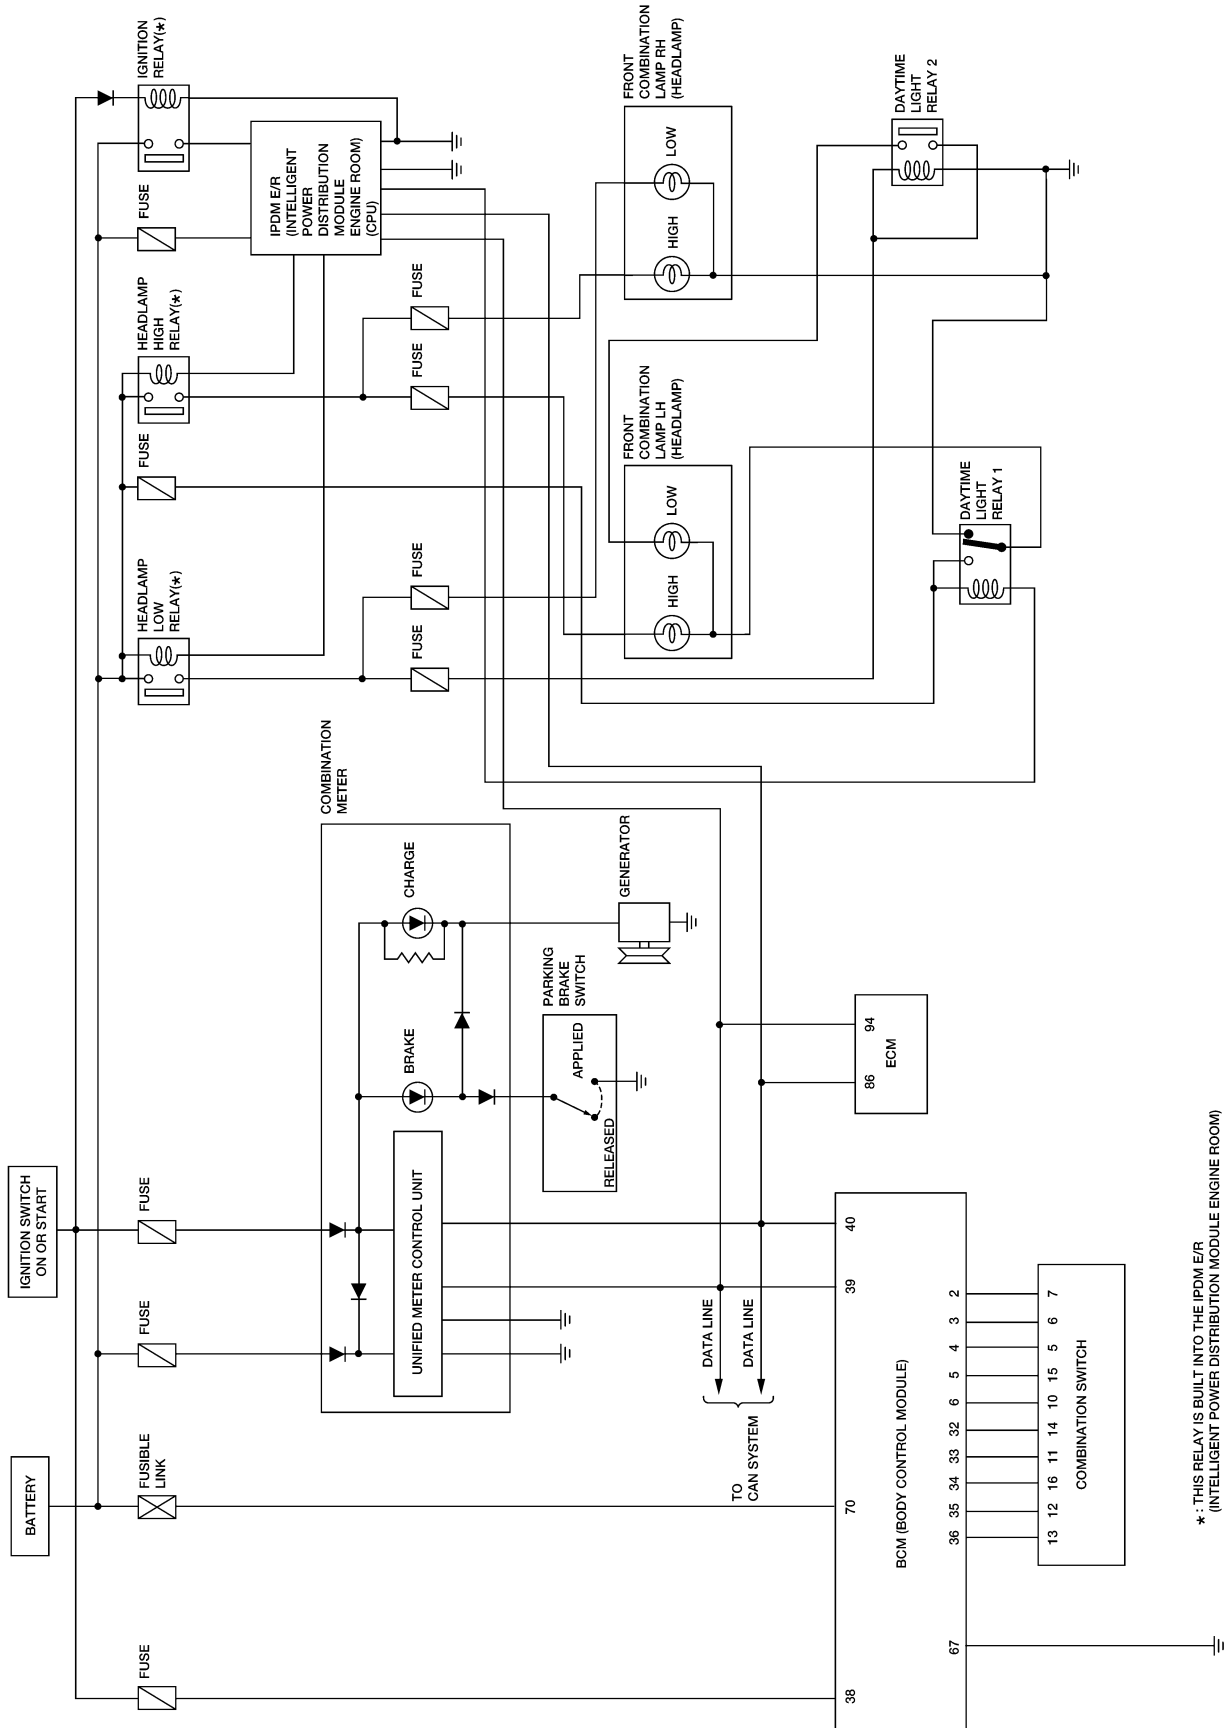 IGNITION SWITCH
ON OR START
BATTERY
FUSE
FUSIBLE
LINK
FUSE
FUSE
HEADLAMP
LOW
RELAY(*)
FUSE
HEADLAMP
HIGH
RELAY(*)
FUSE
IGNITION
RELAY(*)
IPDM E/R
(INTELLIGENT
POWER
DISTRIBUTION
MODULE
ENGINE ROOM)
(CPU)
COMBINATION
METER
UNIFIED METER CONTROL UNIT
BRAKE
CHARGE
FUSE
FUSE
FUSE
FUSE
PARKING
BRAKE
SWITCH
RELEASED
APPLIED
GENERATOR
FRONT
COMBINATION
LAMP LH
(HEADLAMP)
HIGH
LOW
FRONT
COMBINATION
LAMP RH
(HEADLAMP)
HIGH
LOW
DATA LINE
DATA LINE
TO
CAN SYSTEM
38
70
39
40
BCM (BODY CONTROL MODULE)
67
36
35
34
33
32
6
5
4
3
2
13
12
16
11
14
10
15
5
6
7
COMBINATION SWITCH
86
94
ECM
DAYTIME
LIGHT
RELAY 1
DAYTIME
LIGHT
RELAY 2
* : THIS RELAY IS BUILT INTO THE IPDM E/R
(INTELLIGENT POWER DISTRIBUTION MODULE ENGINE ROOM)